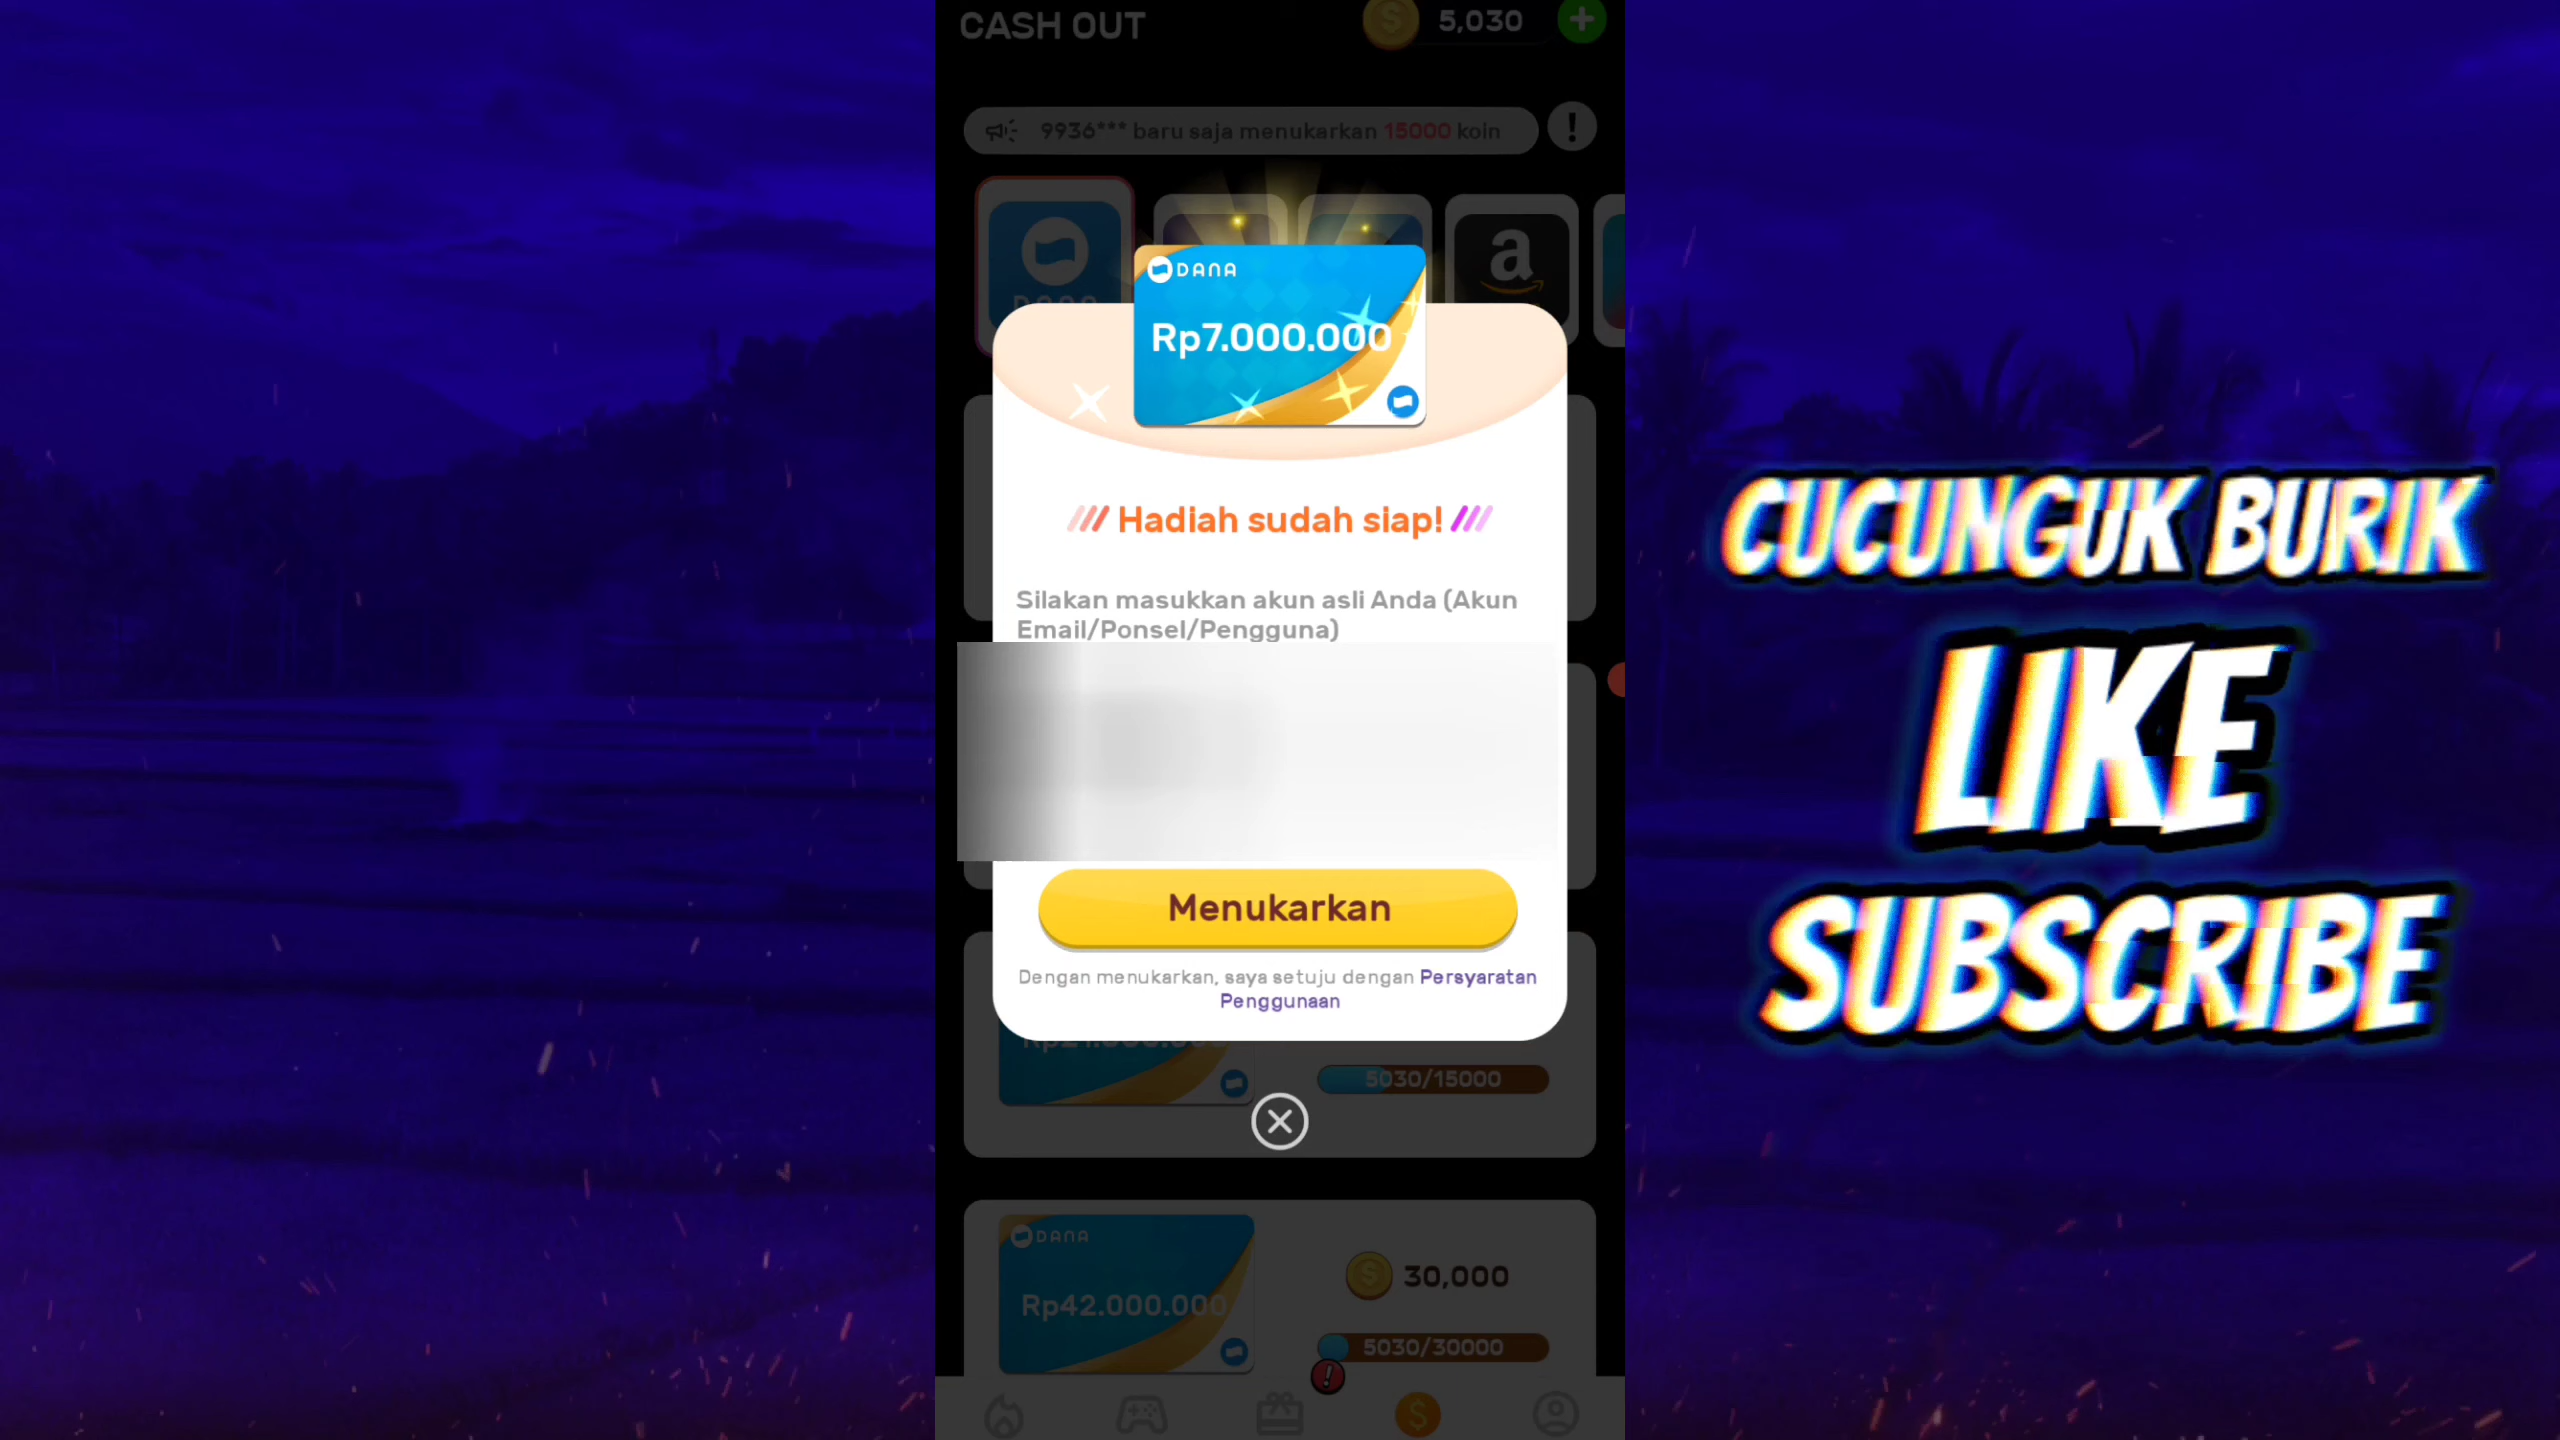 CASH OUT
5,030
9936*** baru saja menukarkan 15000 koin
DANA
a
DANA
Rp7.000.000
Hadiah sudah siap!
Silakan masukkan akun asli Anda (Akun
Email/Ponsel/Pengguna)
Menukarkan
Dengan menukarkan, saya setuju dengan Persyaratan
Penggunaan
5030/15000
DANA
Rp42.000.000
30,000
5030/30000
CUCUNGUK BURIK
LIKE
SUBSCRIBE